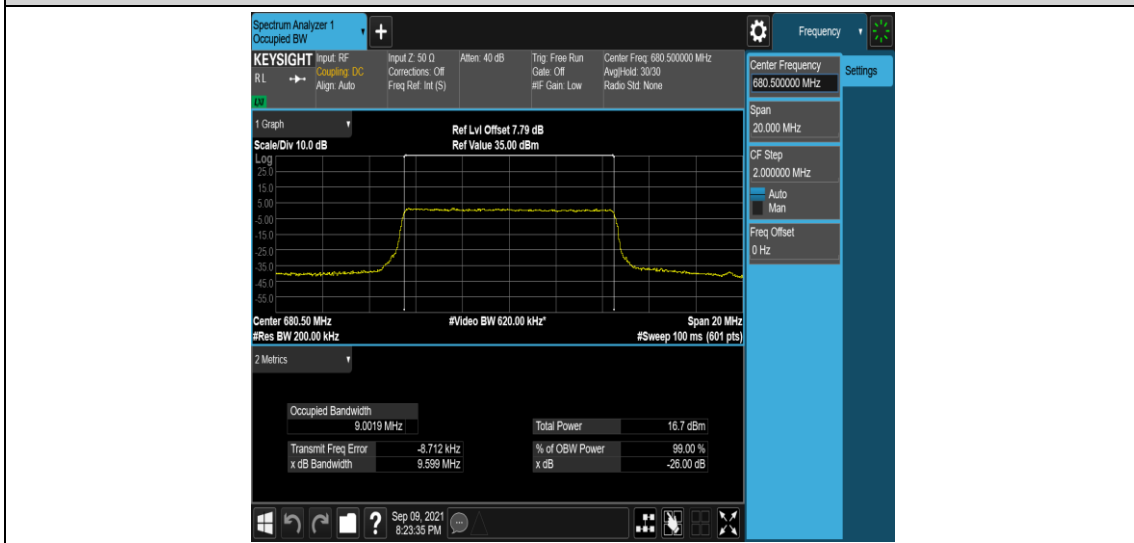 Spectrum Analyzer 1
Occupied BW
Frequency
KEYSIGHT
RL
LXI
Input: RF
Coupling: DC
Align: Auto
Input Z: 50 Ω
Corrections: Off
Freq Ref: Int (S)
Atten: 40 dB
Trig: Free Run
Gate: Off
#IF Gain: Low
Center Freq: 680.500000 MHz
Avg|Hold: 30/30
Radio Std: None
Center Frequency
680.500000 MHz
Settings
Span
20.000 MHz
CF Step
2.000000 MHz
Auto
Man
Freq Offset
0 Hz
1 Graph
Ref Lvl Offset 7.79 dB
Scale/Div 10.0 dB
Ref Value 35.00 dBm
Log
25.0
15.0
5.00
-5.00
-15.0
-25.0
-35.0
-45.0
-55.0
Center 680.50 MHz
#Video BW 620.00 kHz*
Span 20 MHz
#Res BW 200.00 kHz
#Sweep 100 ms (601 pts)
2 Metrics
Occupied Bandwidth
9.0019 MHz
Total Power 16.7 dBm
Transmit Freq Error -8.712 kHz
% of OBW Power 99.00 %
x dB Bandwidth 9.599 MHz
x dB -26.00 dB
?
Sep 09, 2021
8:23:35 PM